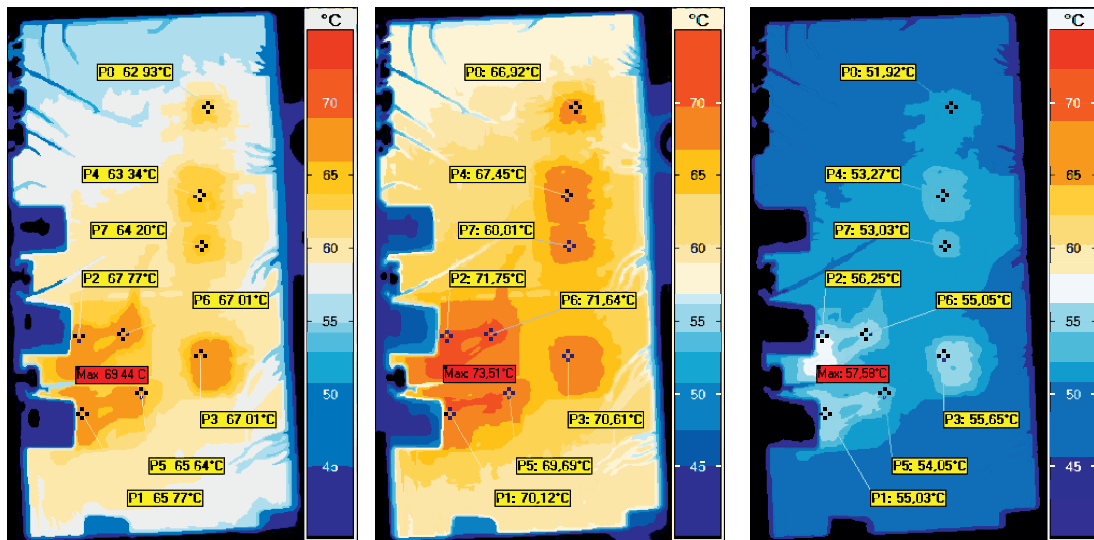 °C
P0 62 93°C
70
P4 63 34°C
65
P7 64 20°C
60
P2 67 77°C
P6 67 01°C
55
Max 69 44 C
50
P3 67 01°C
P5 65 64°C
45
P1 65 77°C
°C
P0: 66,92°C
70
P4: 67,45°C
65
P7: 60,01°C
60
P2: 71,75°C
P6: 71,64°C
55
Max: 73,51°C
50
P3: 70,61°C
P5: 69,69°C
45
P1: 70,12°C
°C
P0: 51,92°C
70
P4: 53,27°C
65
P7: 53,03°C
60
P2: 56,25°C
P6: 55,05°C
55
Max: 57,58°C
50
P3: 55,65°C
P5: 54,05°C
45
P1: 55,03°C